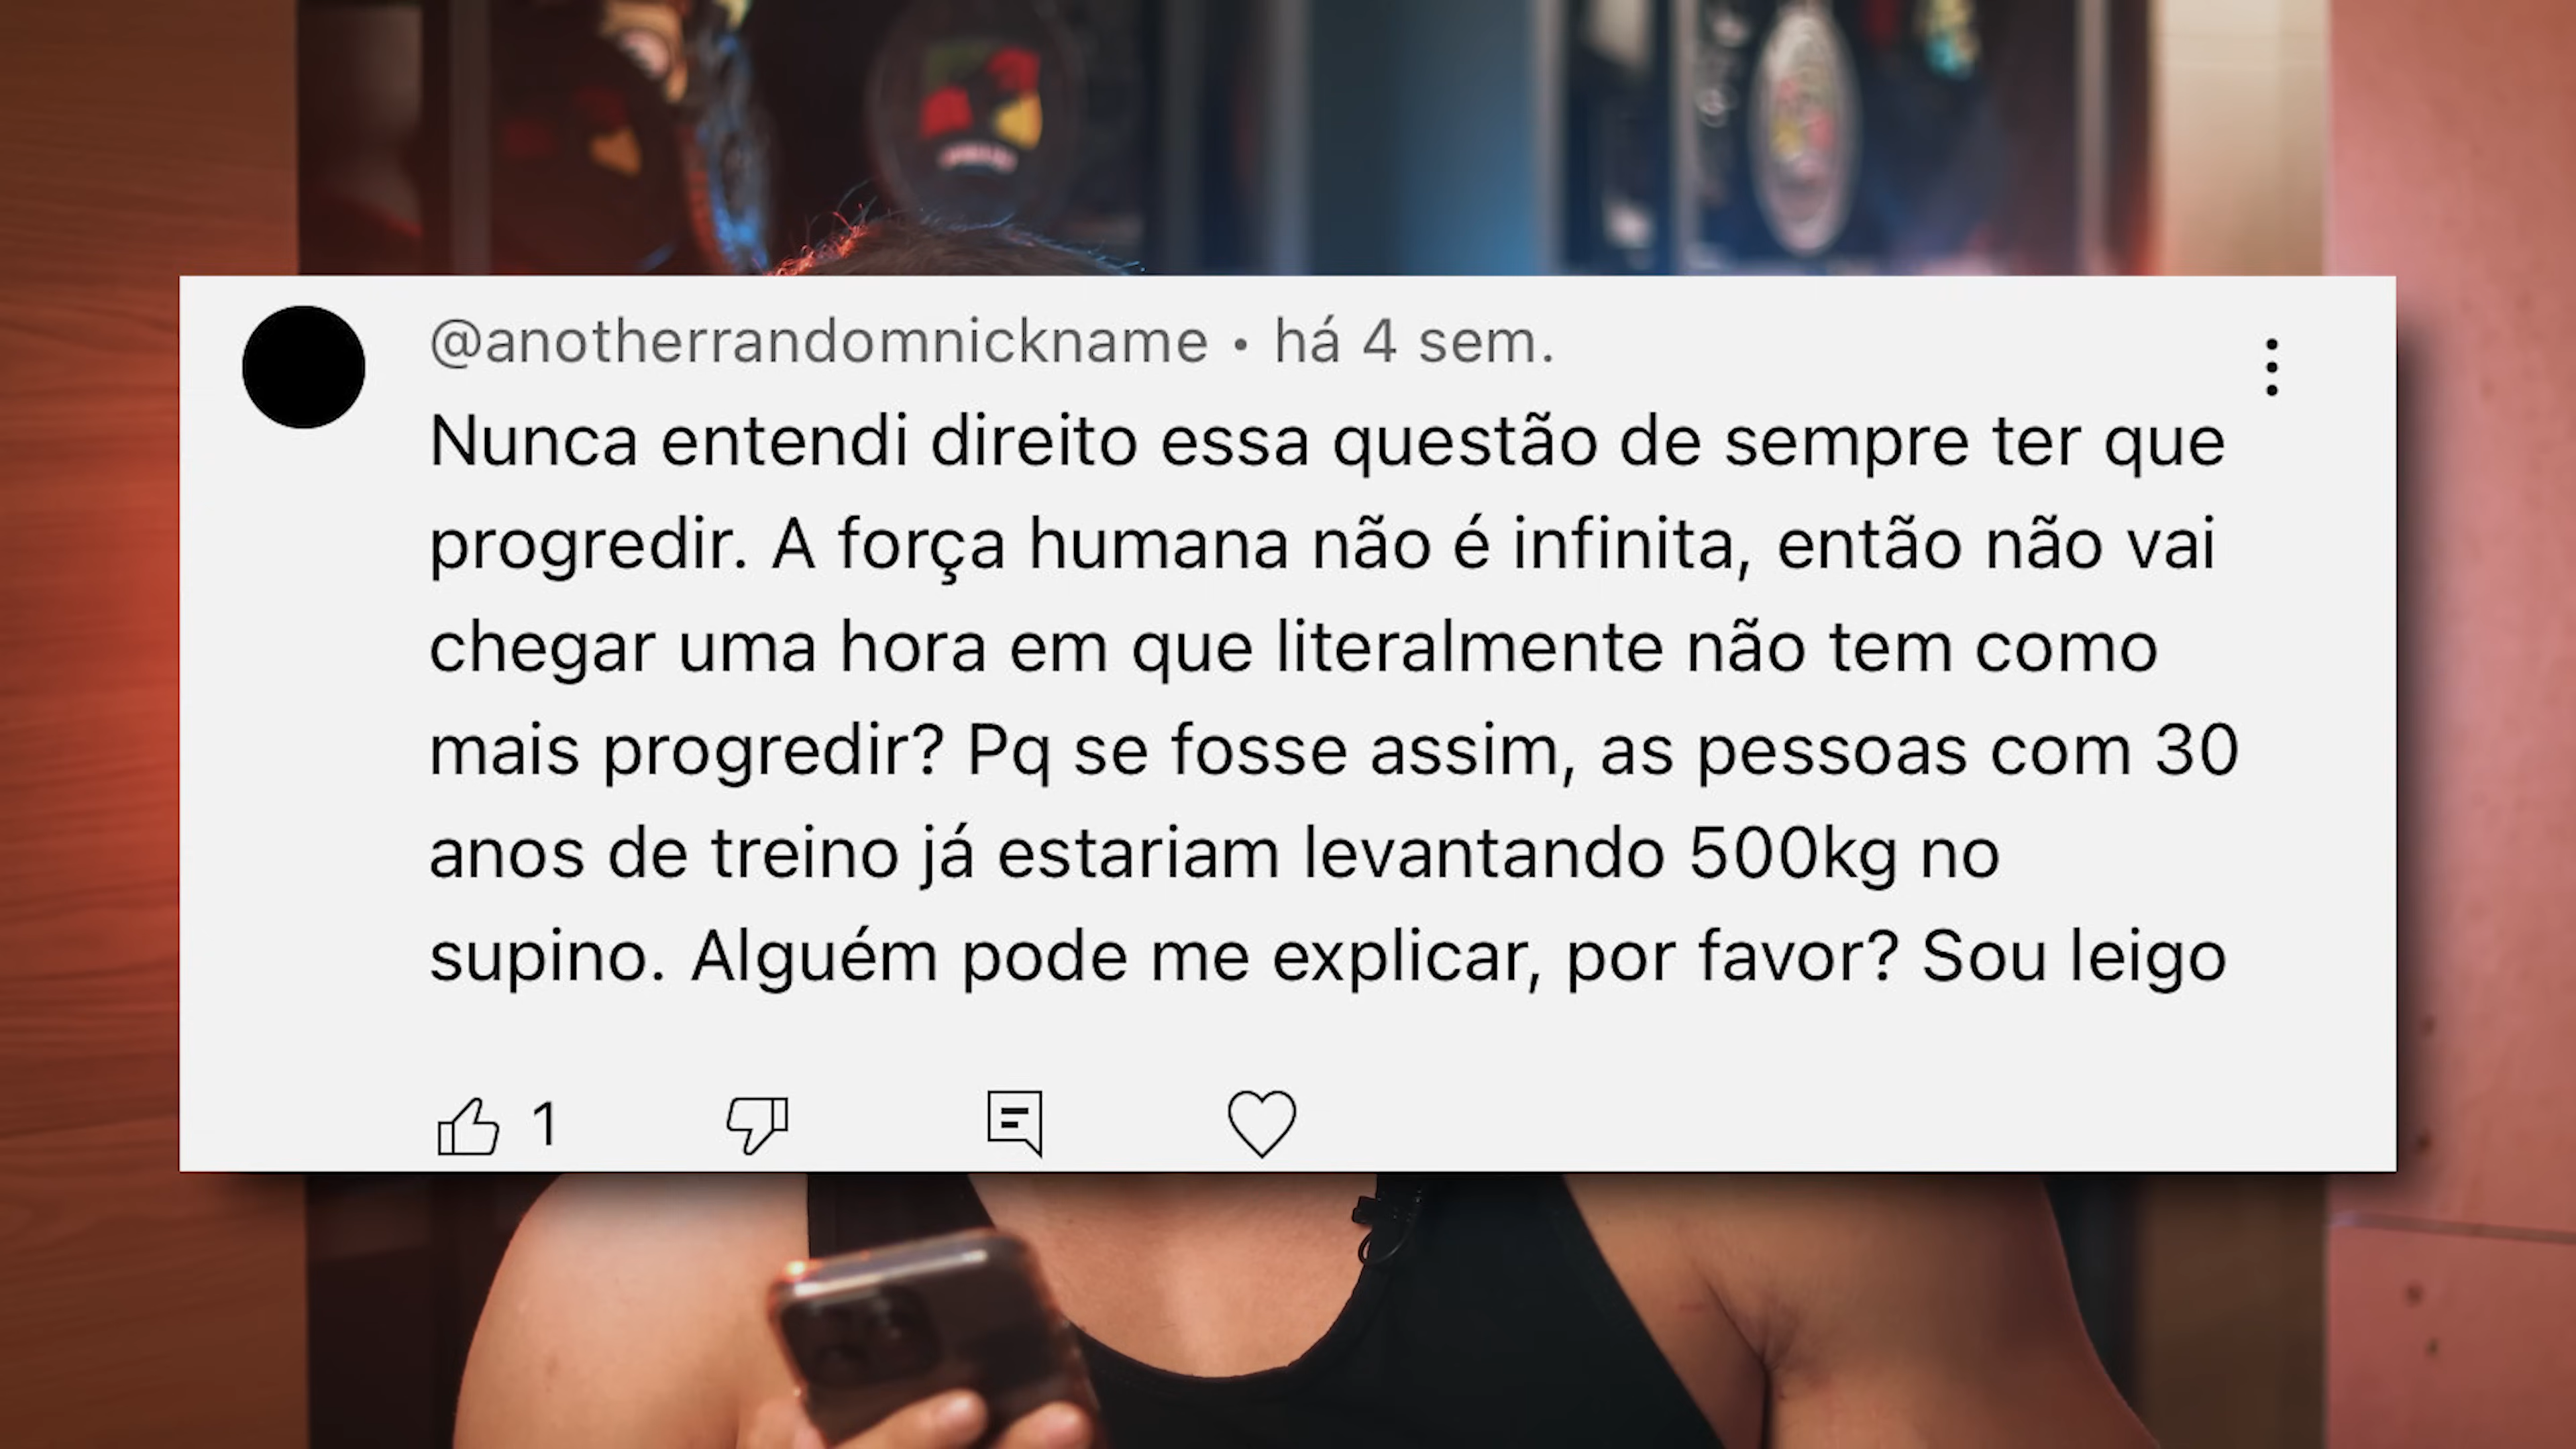 @anotherrandomnickname • há 4 sem.
Nunca entendi direito essa questão de sempre ter que
progredir. A força humana não é infinita, então não vai
chegar uma hora em que literalmente não tem como
mais progredir? Pq se fosse assim, as pessoas com 30
anos de treino já estariam levantando 500kg no
supino. Alguém pode me explicar, por favor? Sou leigo
1